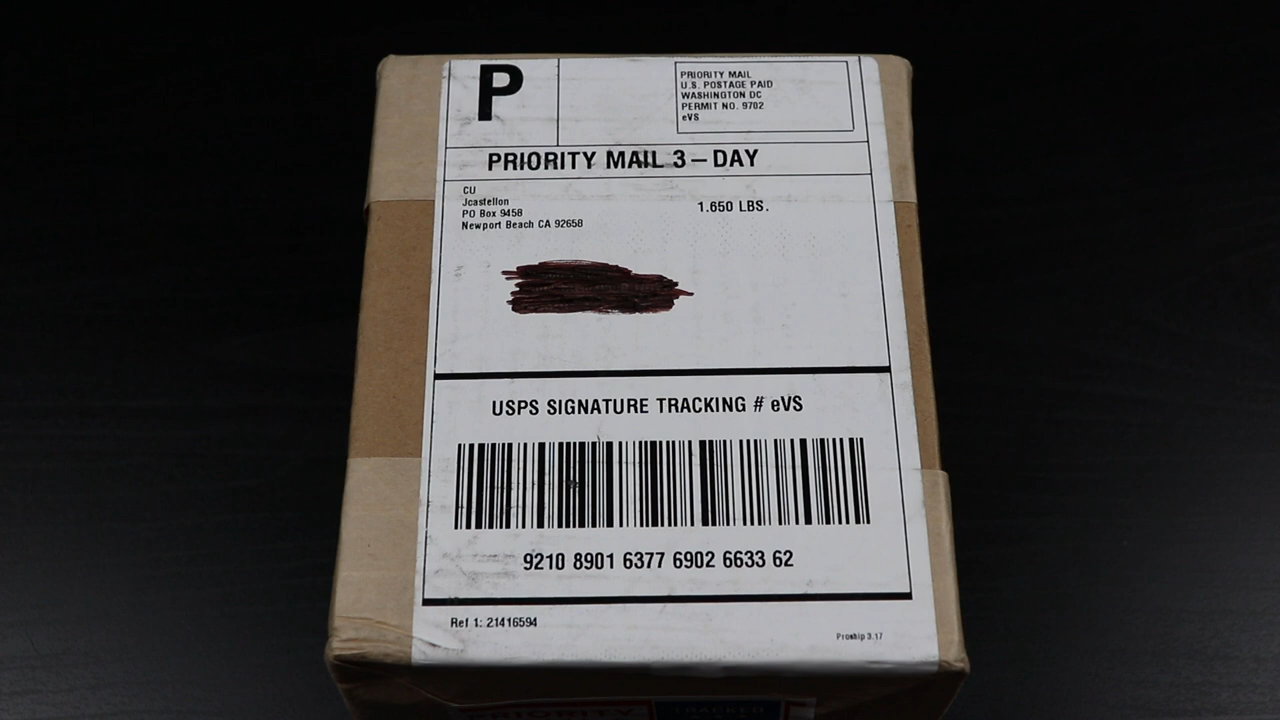 P
PRIORITY MAIL
U.S. POSTAGE PAID
WASHINGTON DC
PERMIT NO. 9702
eVS
PRIORITY MAIL 3-DAY
CU
Jcastellon
PO Box 9458
Newport Beach CA 92658
1.650 LBS.
USPS SIGNATURE TRACKING # eVS
9210 8901 6377 6902 6633 62
Ref 1: 21416594
Proship 3.17
PRIORITY
TRACKED